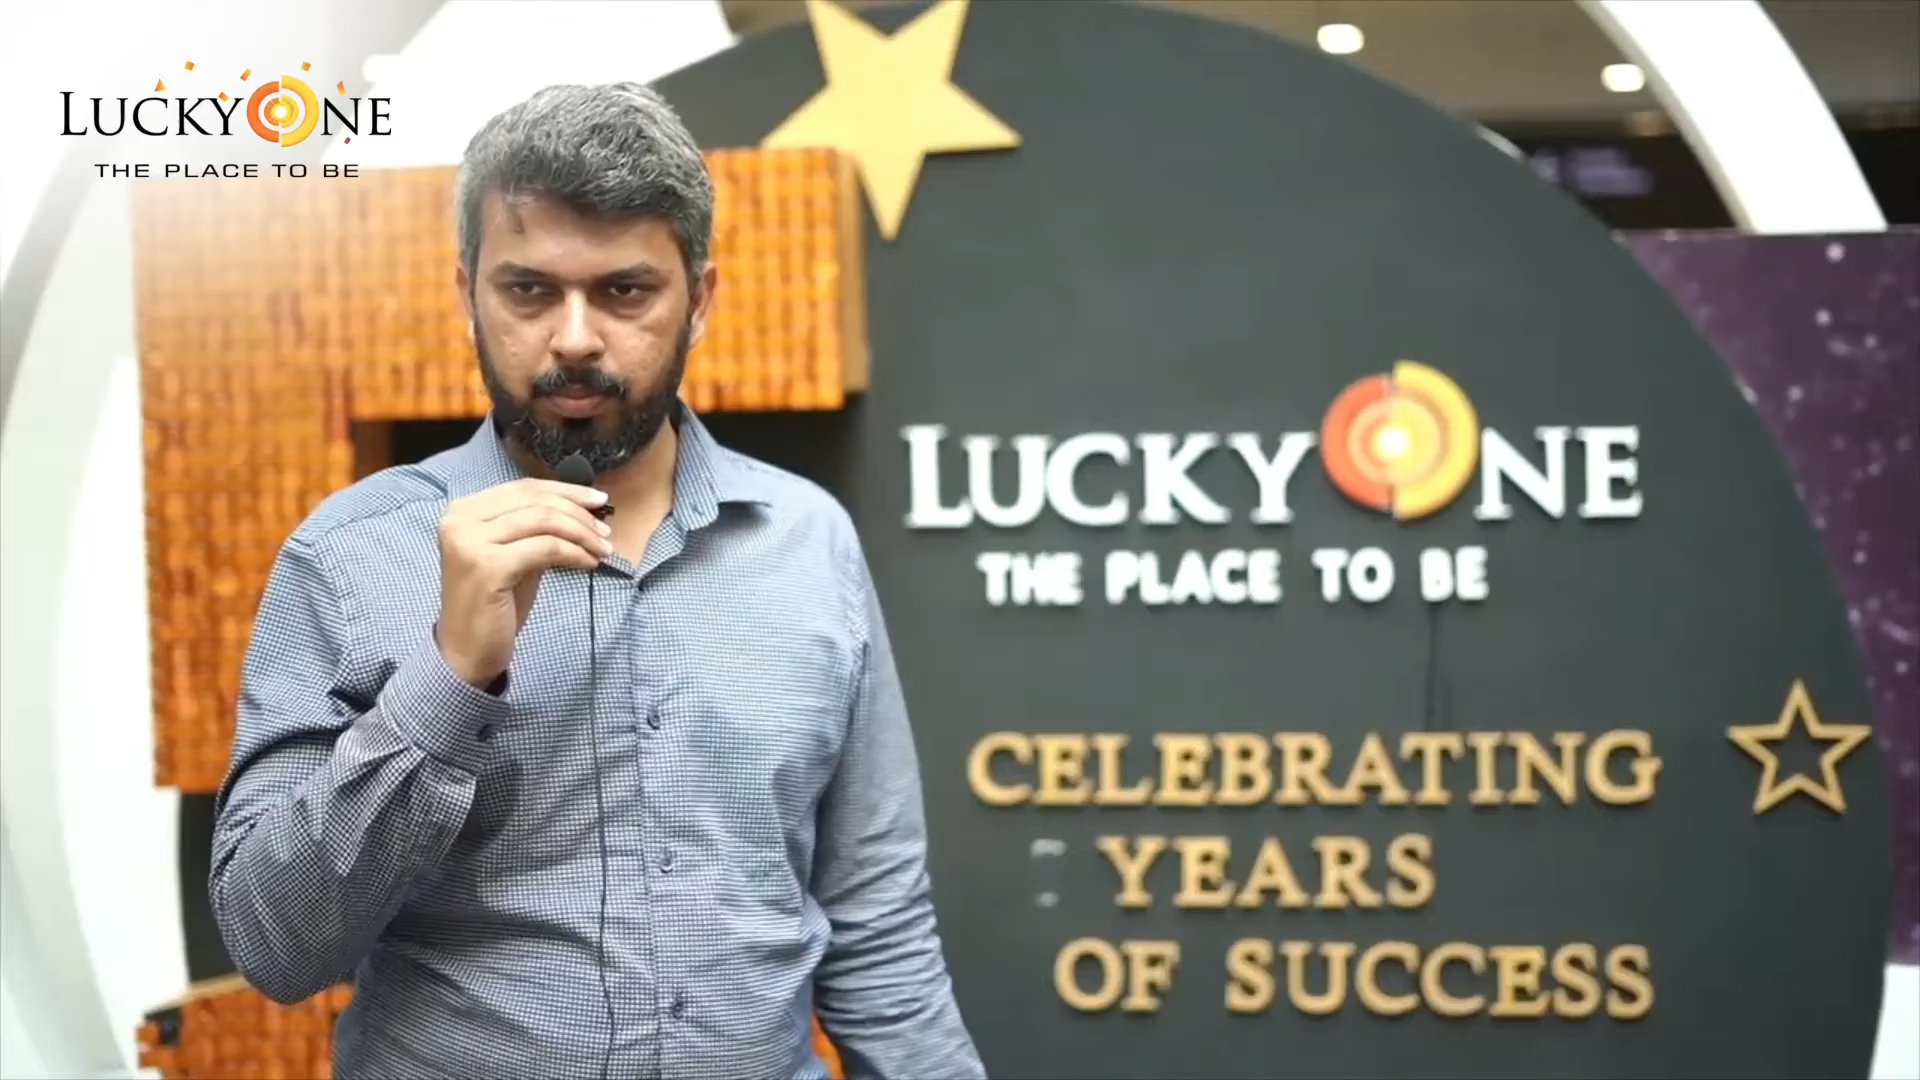 LUCKYONE
THE PLACE TO BE
LUCKYONE
THE PLACE TO BE
CELEBRATING
YEARS
OF SUCCESS